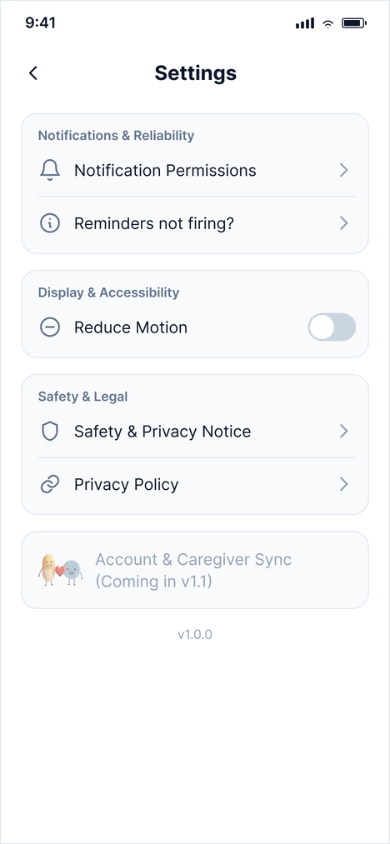 9:41
Settings
Notifications & Reliability
Notification Permissions
Reminders not firing?
Display & Accessibility
Reduce Motion
Safety & Legal
Safety & Privacy Notice
Privacy Policy
Account & Caregiver Sync
(Coming in v1.1)
v1.0.0